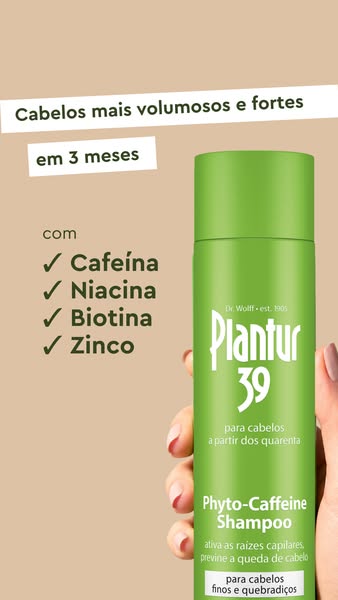 Cabelos mais volumosos e fortes
em 3 meses
com
✓ Cafeína
✓ Niacina
✓ Biotina
✓ Zinco
Dr. Wolff • est. 1905
Plantur
39
para cabelos
a partir dos quarenta
Phyto-Caffeine
Shampoo
ativa as raízes capilares,
previne a queda de cabelo
para cabelos
finos e quebradiços